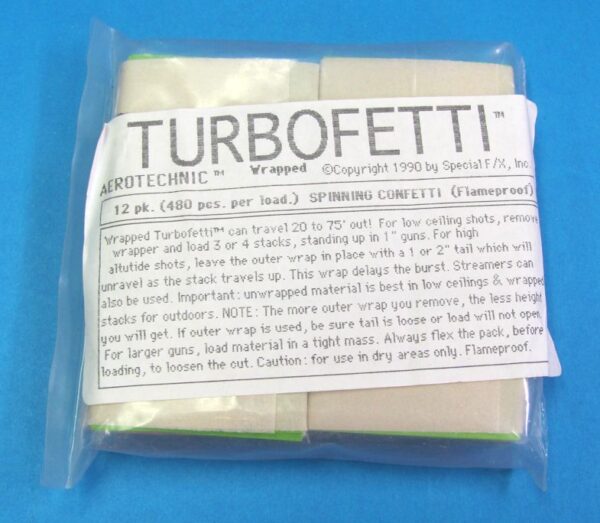 TURBOFETTI™
AEROTECHNIC™ Wrapped ©Copyright 1990 by Special F/X, Inc.
12 pk. (480 pcs. per load.) SPINNING CONFETTI (Flameproof)
Wrapped Turbofetti™ can travel 20 to 75' out! For low ceiling shots, remove
wrapper and load 3 or 4 stacks, standing up in 1" guns. For high
altutide shots, leave the outer wrap in place with a 1 or 2" tail which will
unravel as the stack travels up. This wrap delays the burst. Streamers can
also be used. Important: unwrapped material is best in low ceilings & wrapped
stacks for outdoors. NOTE: The more outer wrap you remove, the less height
you will get. If outer wrap is used, be sure tail is loose or load will not open.
For larger guns, load material in a tight mass. Always flex the pack, before
loading, to loosen the cut. Caution: for use in dry areas only. Flameproof.